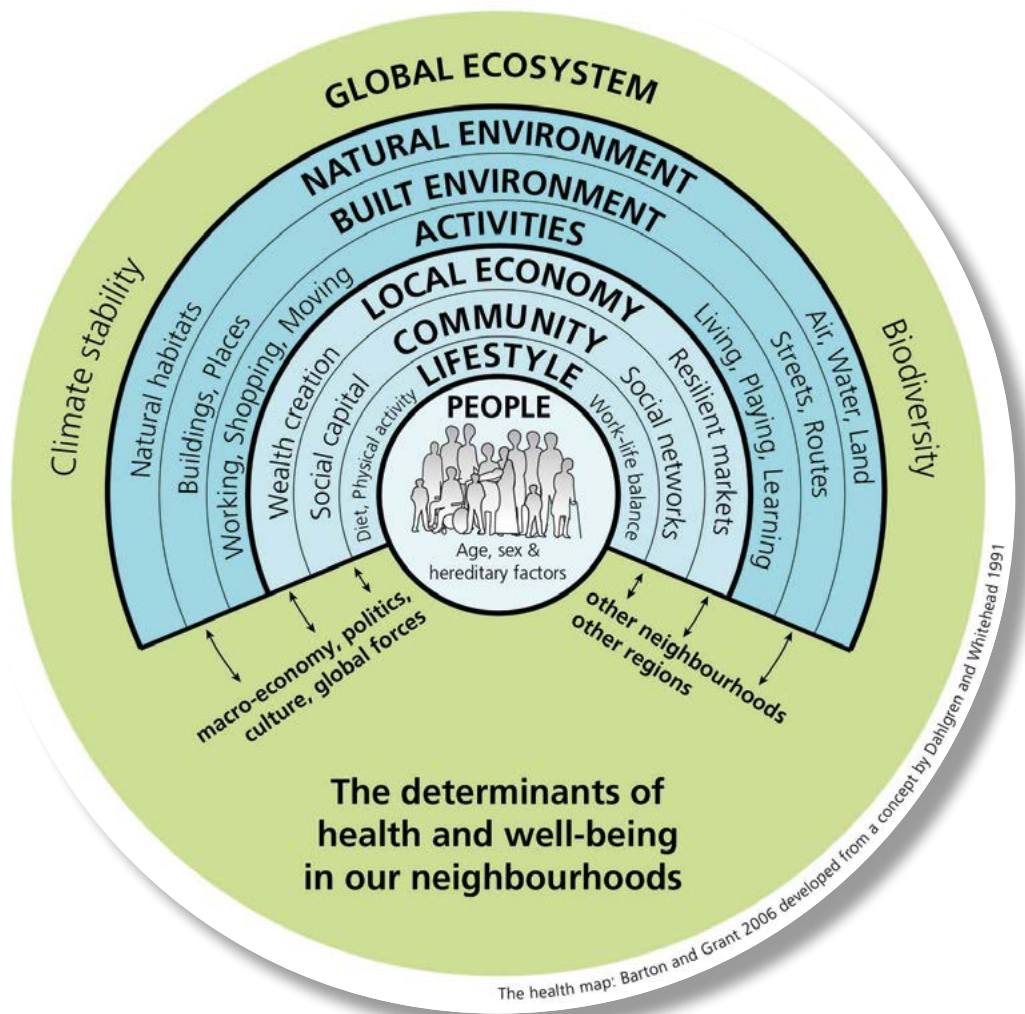 GLOBAL ECOSYSTEM
NATURAL ENVIRONMENT
BUILT ENVIRONMENT
ACTIVITIES
LOCAL ECONOMY
COMMUNITY
LIFESTYLE
PEOPLE
Climate stability
Natural habitats
Buildings, Places
Working, Shopping, Moving
Wealth creation
Social capital
Diet, Physical activity
Work-life balance
Social networks
Resilient markets
Living, Playing, Learning
Streets, Routes
Air, Water, Land
Biodiversity
Age, sex &
hereditary factors
macro-economy, politics,
culture, global forces
other neighbourhoods
other regions
The determinants of
health and well-being
in our neighbourhoods
The health map: Barton and Grant 2006 developed from a concept by Dahlgren and Whitehead 1991